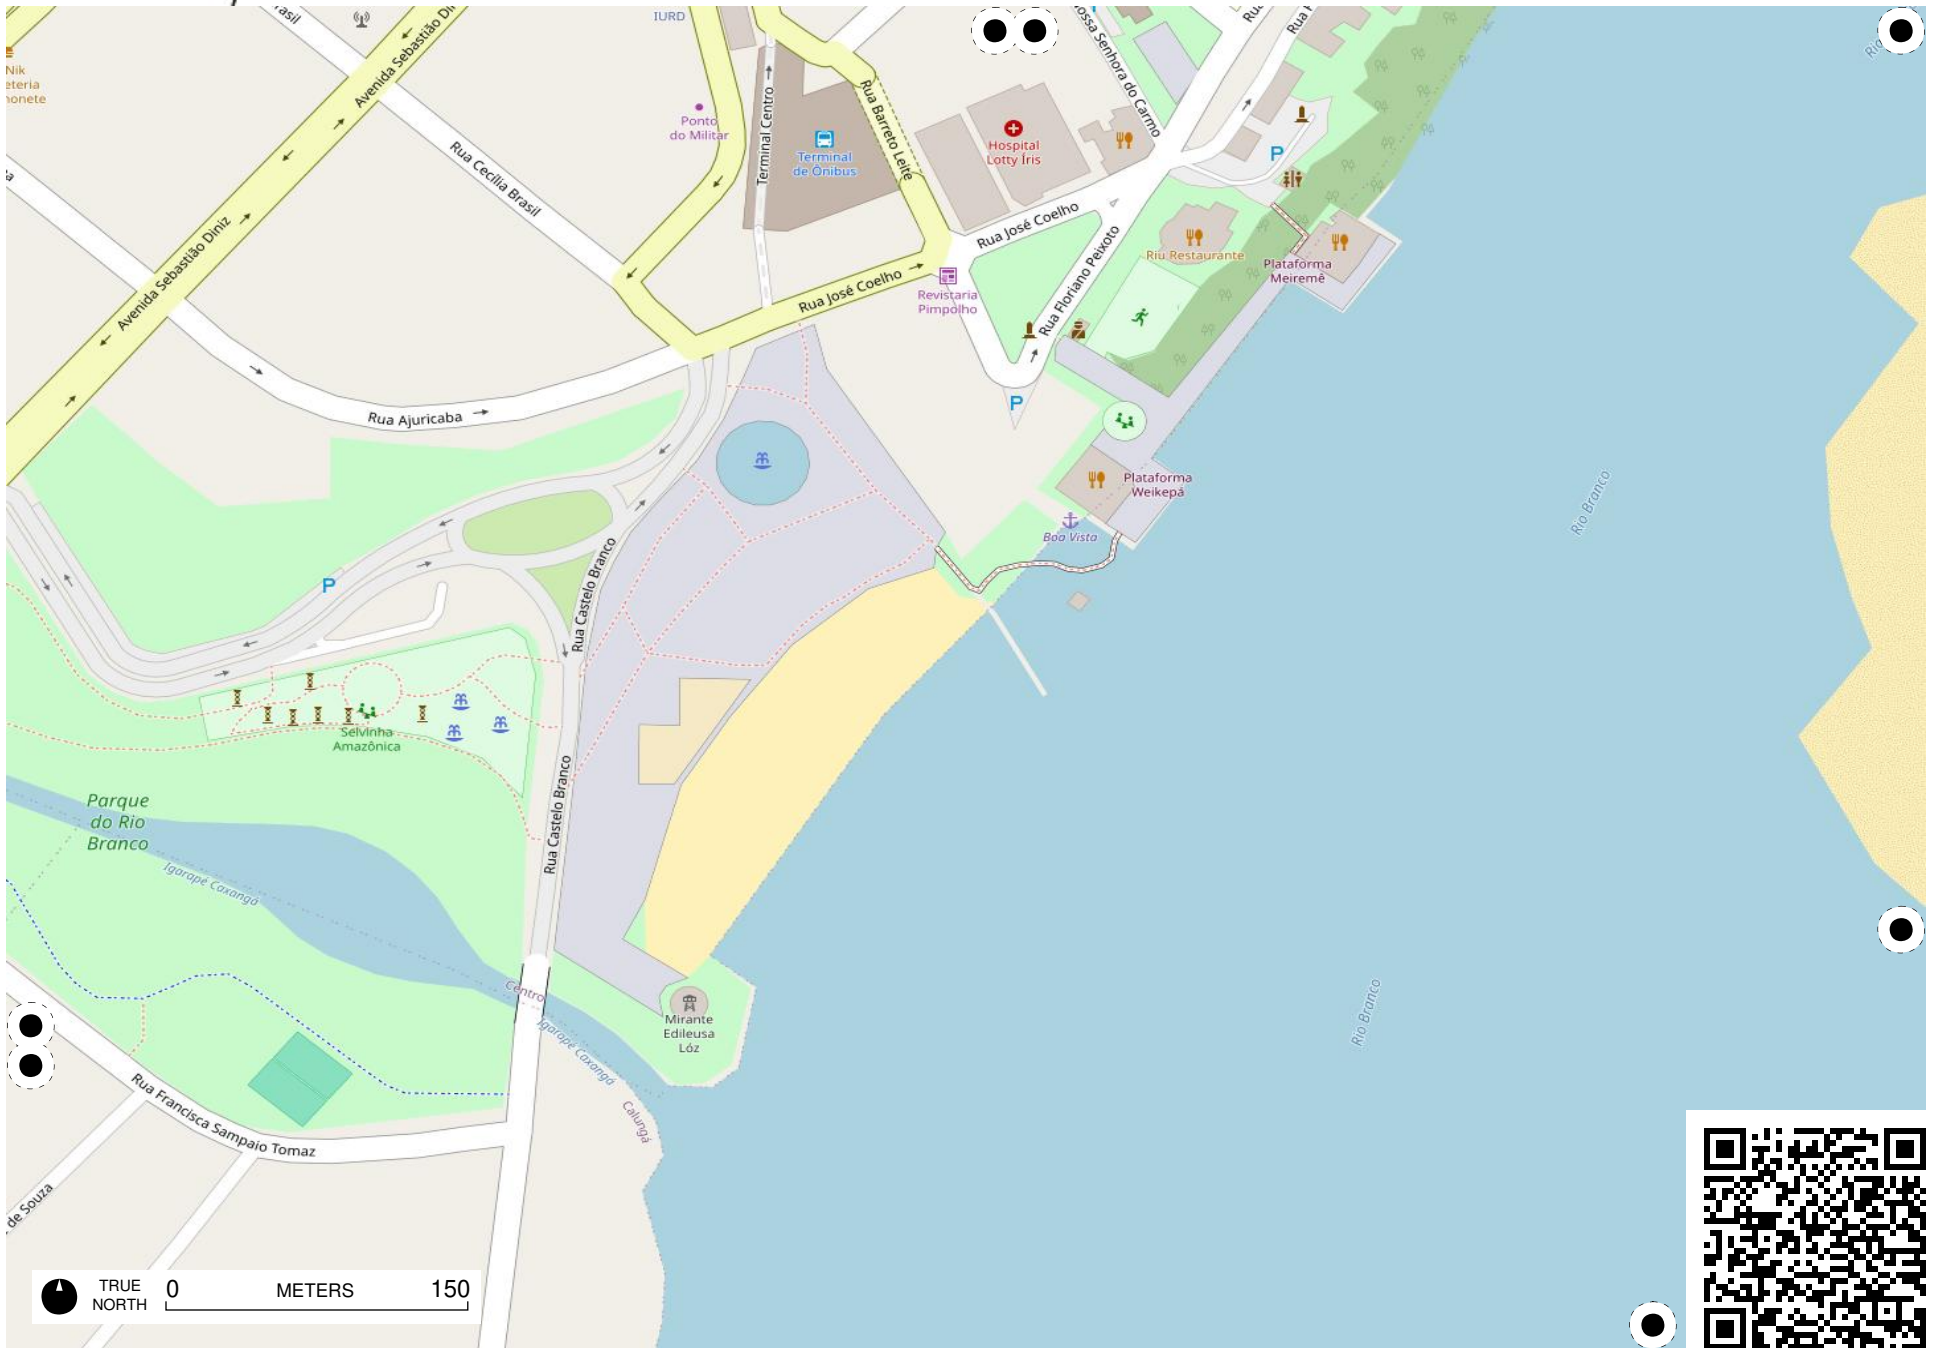 IURD
Avenida Sebastião Diniz
Nik
Ponto
do Militar
Terminal Centro
Terminal
de Ônibus
Rua Barreto Leite
Hospital
Lotty Íris
Rua Cecília Brasil
Rua José Coelho
Riu Restaurante
Plataforma
Meiremê
Avenida Sebastião Diniz
Rua José Coelho
Revistaria
Pimpolho
Rua Floriano Peixoto
P
Rua Ajuricaba
P
Plataforma
Weikepá
Rio Branco
Boa Vista
P
Rua Castelo Branco
Selvinha
Amazônica
Parque
do Rio
Branco
Rua Castelo Branco
Igarapé Caxangá
Centro
Mirante
Edileusa
Lóz
Rio Branco
Igarapé Caxangá
Calungá
Rua Francisca Sampaio Tomaz
de Souza
TRUE
NORTH
0 METERS 150